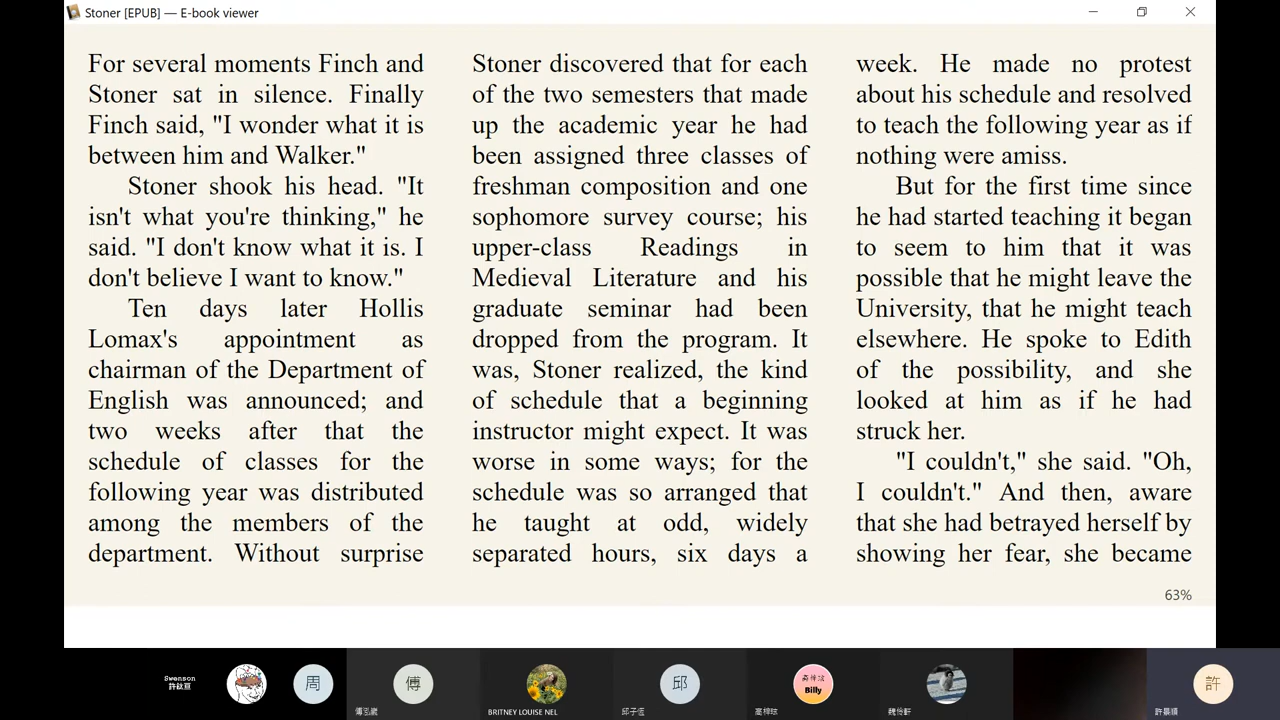 Stoner [EPUB] — E-book viewer
For several moments Finch and
Stoner sat in silence. Finally
Finch said, "I wonder what it is
between him and Walker."
Stoner shook his head. "It
isn't what you're thinking," he
said. "I don't know what it is. I
don't believe I want to know."
Ten days later Hollis
Lomax's appointment as
chairman of the Department of
English was announced; and
two weeks after that the
schedule of classes for the
following year was distributed
among the members of the
department. Without surprise
Stoner discovered that for each
of the two semesters that made
up the academic year he had
been assigned three classes of
freshman composition and one
sophomore survey course; his
upper-class Readings in
Medieval Literature and his
graduate seminar had been
dropped from the program. It
was, Stoner realized, the kind
of schedule that a beginning
instructor might expect. It was
worse in some ways; for the
schedule was so arranged that
he taught at odd, widely
separated hours, six days a
week. He made no protest
about his schedule and resolved
to teach the following year as if
nothing were amiss.
But for the first time since
he had started teaching it began
to seem to him that it was
possible that he might leave the
University, that he might teach
elsewhere. He spoke to Edith
of the possibility, and she
looked at him as if he had
struck her.
"I couldn't," she said. "Oh,
I couldn't." And then, aware
that she had betrayed herself by
showing her fear, she became
63%
Swenson
周
傅
BRITNEY LOUISE NEL
邱
Billy
許